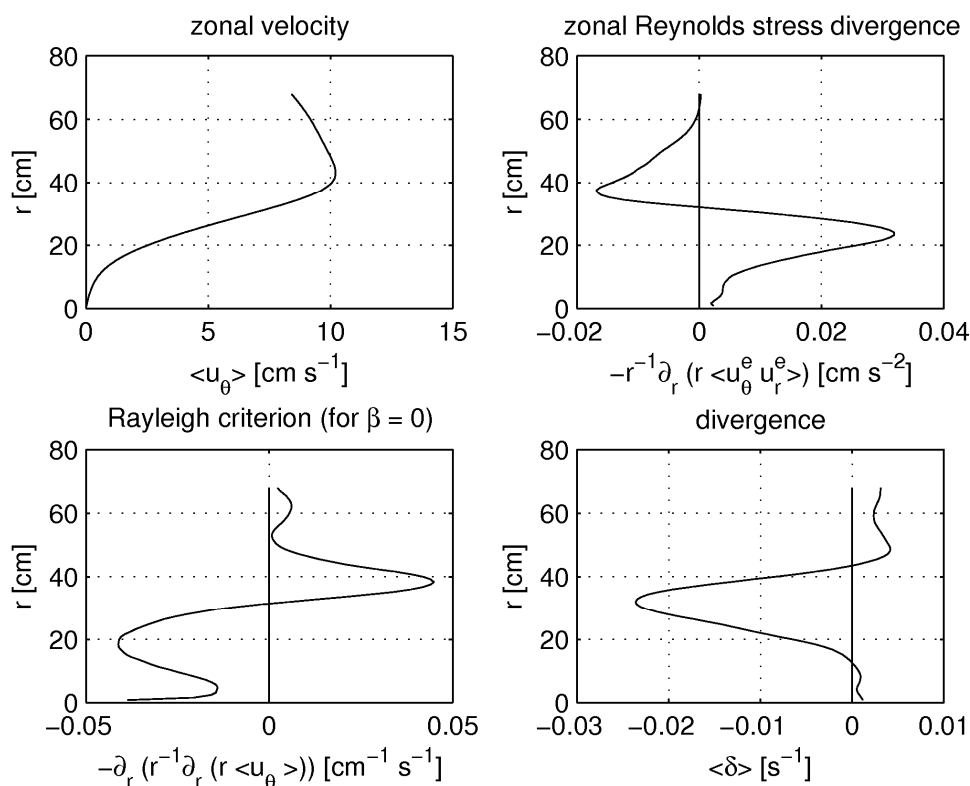 zonal velocity
80
60
40
20
0
r [cm]
0 5 10 15
<u_θ> [cm s⁻¹]
zonal Reynolds stress divergence
80
60
40
20
0
r [cm]
−0.02 0 0.02 0.04
−r⁻¹∂_r (r <u_θ^e u_r^e>) [cm s⁻²]
Rayleigh criterion (for β = 0)
80
60
40
20
0
r [cm]
−0.05 0 0.05
−∂_r (r⁻¹∂_r (r <u_θ >)) [cm⁻¹ s⁻¹]
divergence
80
60
40
20
0
r [cm]
−0.03 −0.02 −0.01 0 0.01
<δ> [s⁻¹]